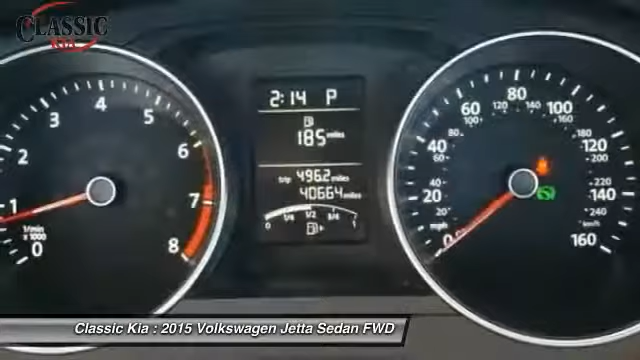 CLASSIC
KIA
1 2 3 4 5 6 7 8
0
1/min
x 1000
2:14 P
185 miles
trip 496.2 miles
40664 miles
0 1/4 1/2 3/4 1
0 20 40 60 80 100 120 140 160
20 40 60 80 100 120 140 160 180 200 240
mph
km/h
Classic Kia : 2015 Volkswagen Jetta Sedan FWD